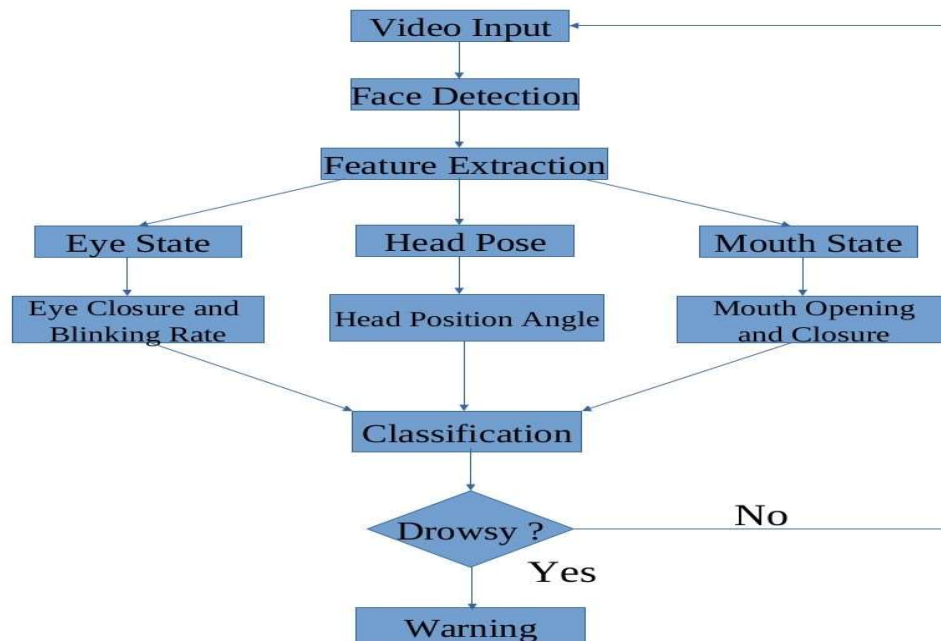 Video Input
Face Detection
Feature Extraction
Eye State
Head Pose
Mouth State
Eye Closure and
Blinking Rate
Head Position Angle
Mouth Opening
and Closure
Classification
Drowsy ?
No
Yes
Warning